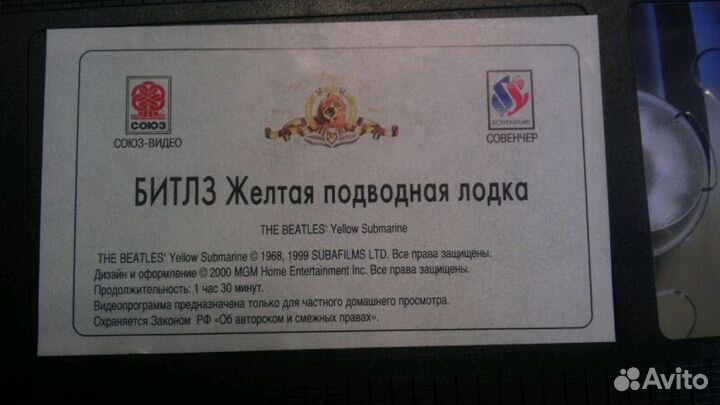 СОЮЗ
СОЮЗ-ВИДЕО
SOVENTURE
СОВЕНЧЕР
БИТЛЗ Желтая подводная лодка
THE BEATLES' Yellow Submarine
THE BEATLES' Yellow Submarine © 1968, 1999 SUBAFILMS LTD. Все права защищены.
Дизайн и оформление © 2000 MGM Home Entertainment Inc. Все права защищены.
Продолжительность: 1 час 30 минут.
Видеопрограмма предназначена только для частного домашнего просмотра.
Охраняется Законом РФ «Об авторском и смежных правах».
Avito